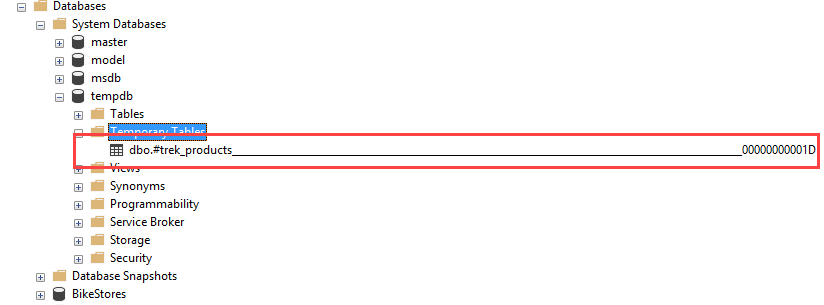 Databases
System Databases
master
model
msdb
tempdb
Tables
Temporary Tables
dbo.#trek_products____________________________________________________________________________________00000000001D
Views
Synonyms
Programmability
Service Broker
Storage
Security
Database Snapshots
BikeStores